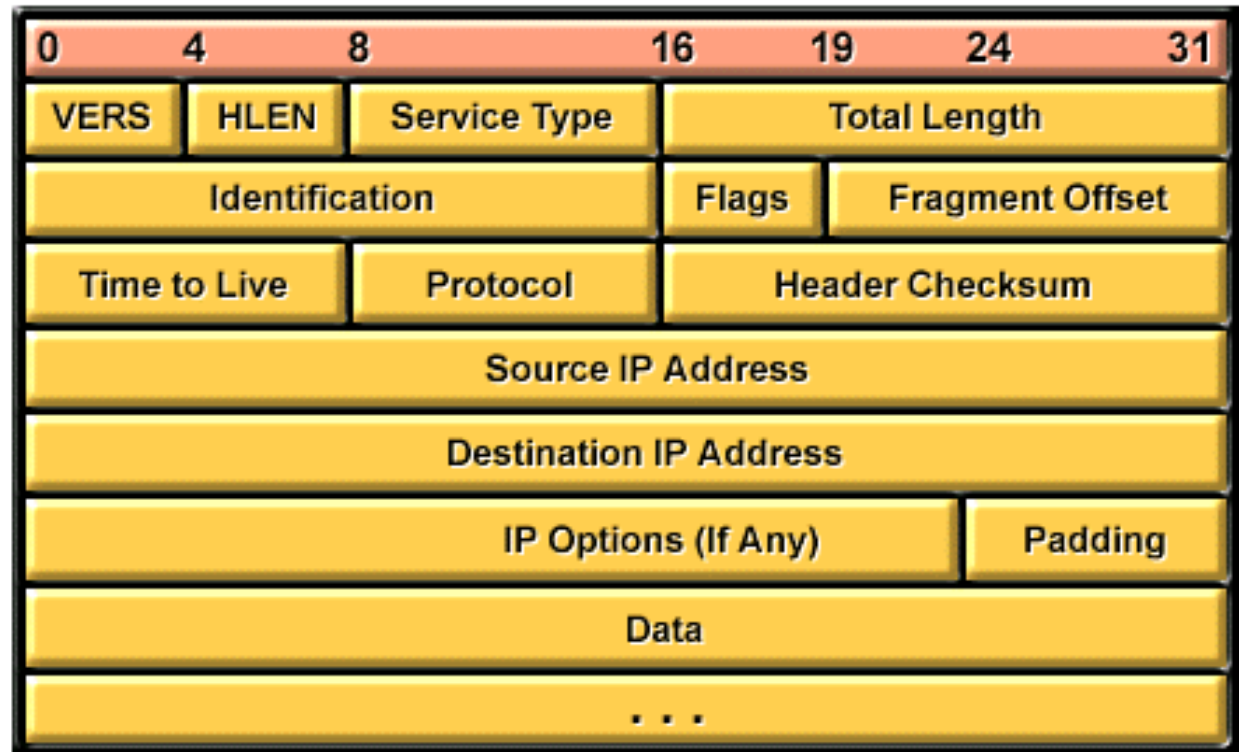 0 4 8 16 19 24 31
VERS HLEN Service Type Total Length
Identification Flags Fragment Offset
Time to Live Protocol Header Checksum
Source IP Address
Destination IP Address
IP Options (If Any) Padding
Data
. . .